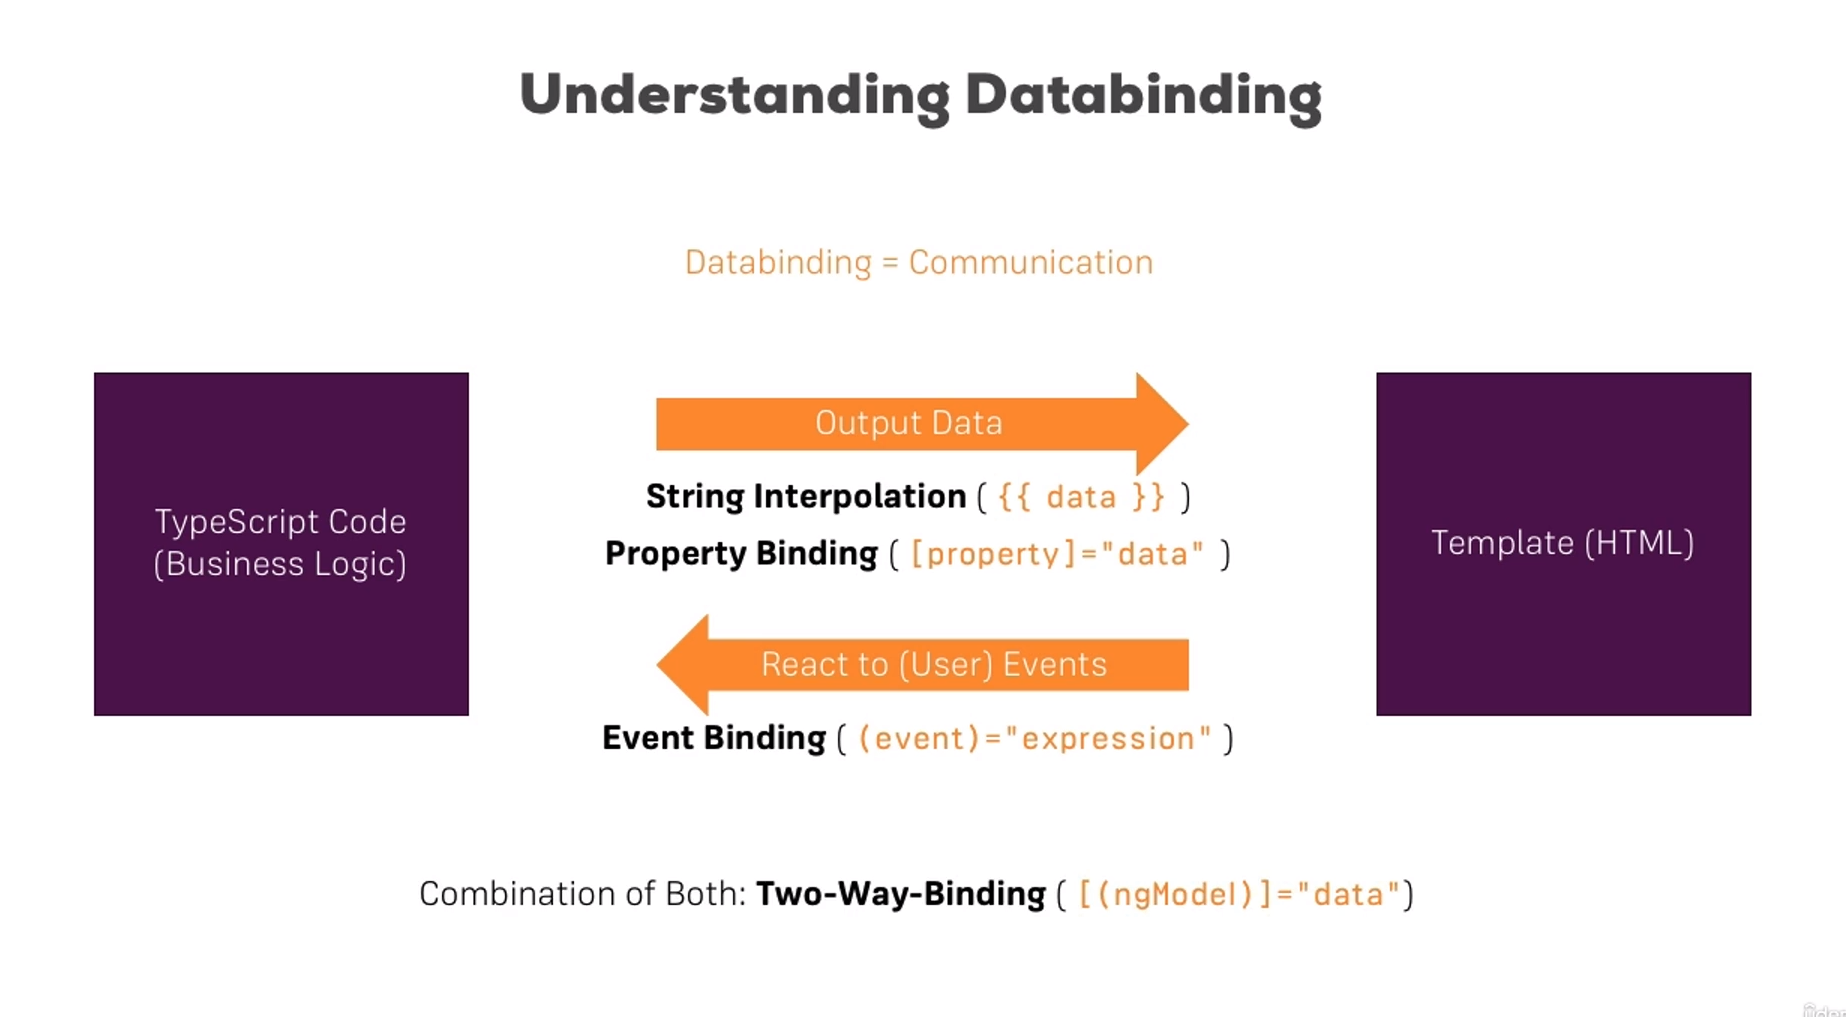 Understanding Databinding
Databinding = Communication
TypeScript Code
(Business Logic)
Output Data
String Interpolation ( {{ data }} )
Property Binding ( [property]="data" )
React to (User) Events
Event Binding ( (event)="expression" )
Template (HTML)
Combination of Both: Two-Way-Binding ( [(ngModel)]="data")